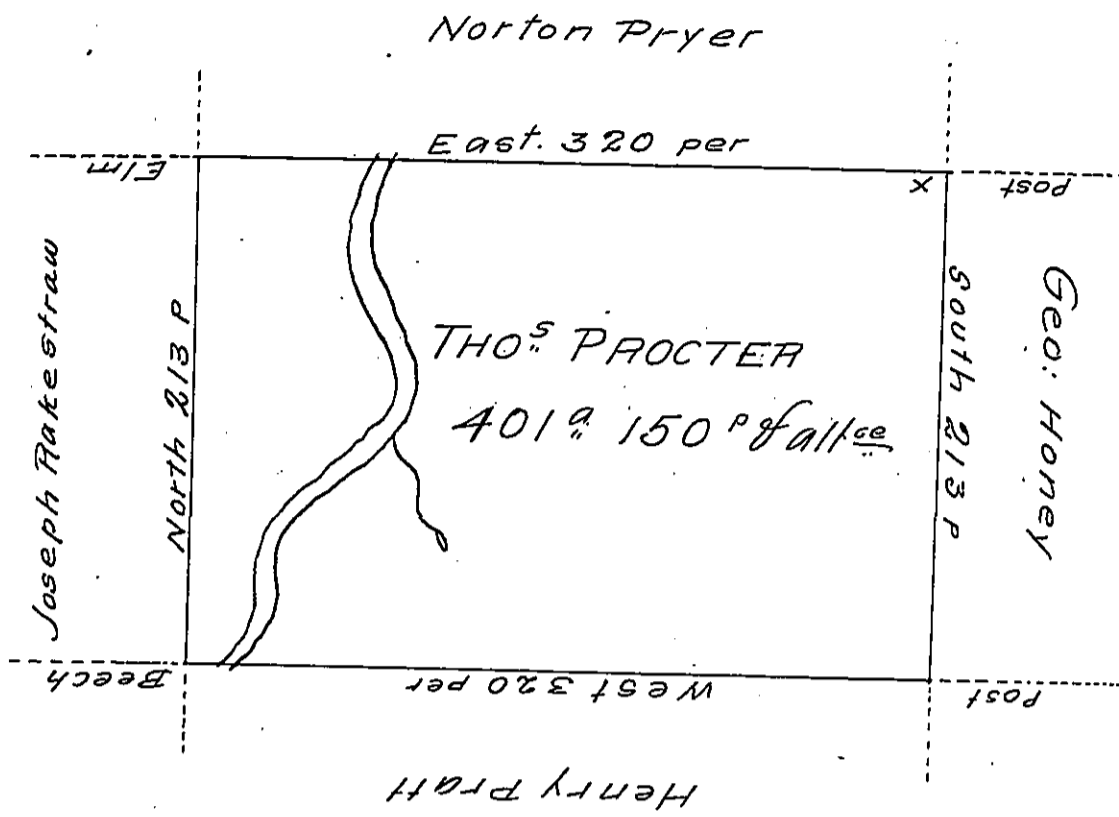 Norton Pryer
East. 320 per
Elm
x
Post
Joseph Rakestraw
North 213 P
THOˢ PROCTER
401ᵃ 150ᵖ & allᶜᵉ
South 213 P
Geo: Honey
Beech
West 320 per
Post
Henry Pratt